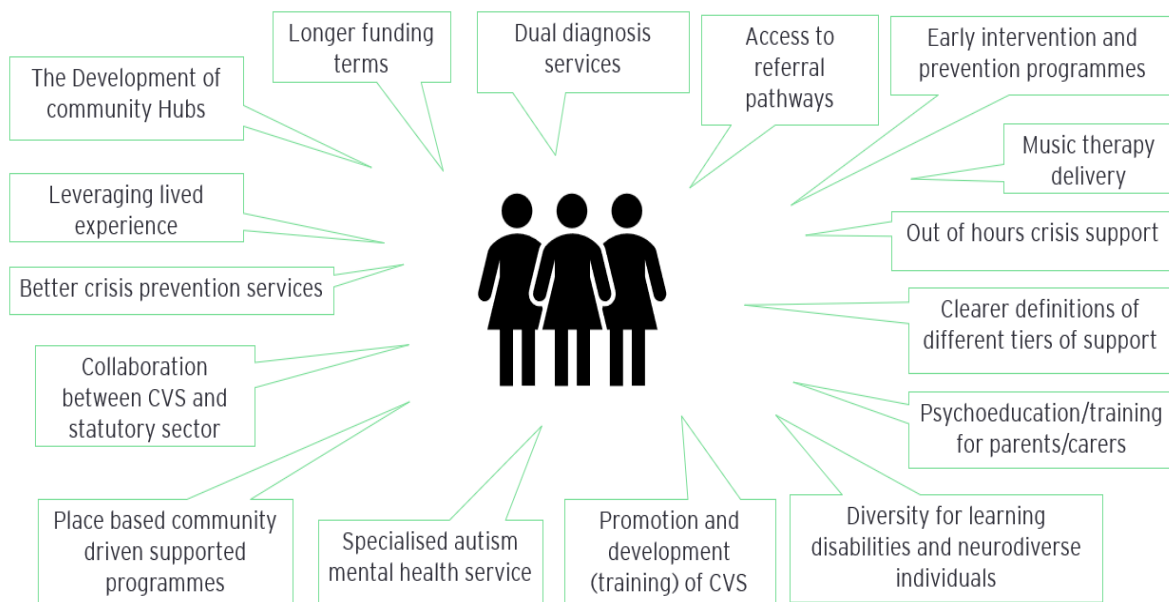 Longer funding
terms
Dual diagnosis
services
Access to
referral
pathways
Early intervention and
prevention programmes
The Development of
community Hubs
Music therapy
delivery
Leveraging lived
experience
Out of hours crisis support
Better crisis prevention services
Clearer definitions of
different tiers of support
Collaboration
between CVS and
statutory sector
Psychoeducation/training
for parents/carers
Place based community
driven supported
programmes
Specialised autism
mental health service
Promotion and
development
(training) of CVS
Diversity for learning
disabilities and neurodiverse
individuals